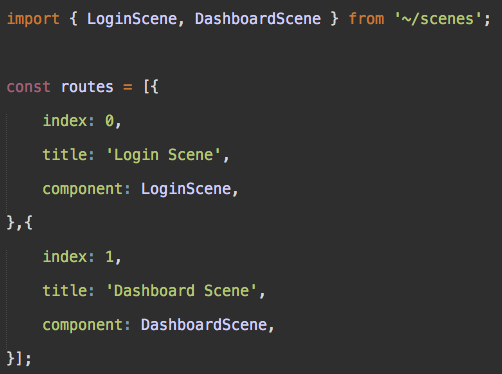 import { LoginScene, DashboardScene } from '~/scenes';
const routes = [{
index: 0,
title: 'Login Scene',
component: LoginScene,
},{
index: 1,
title: 'Dashboard Scene',
component: DashboardScene,
}];